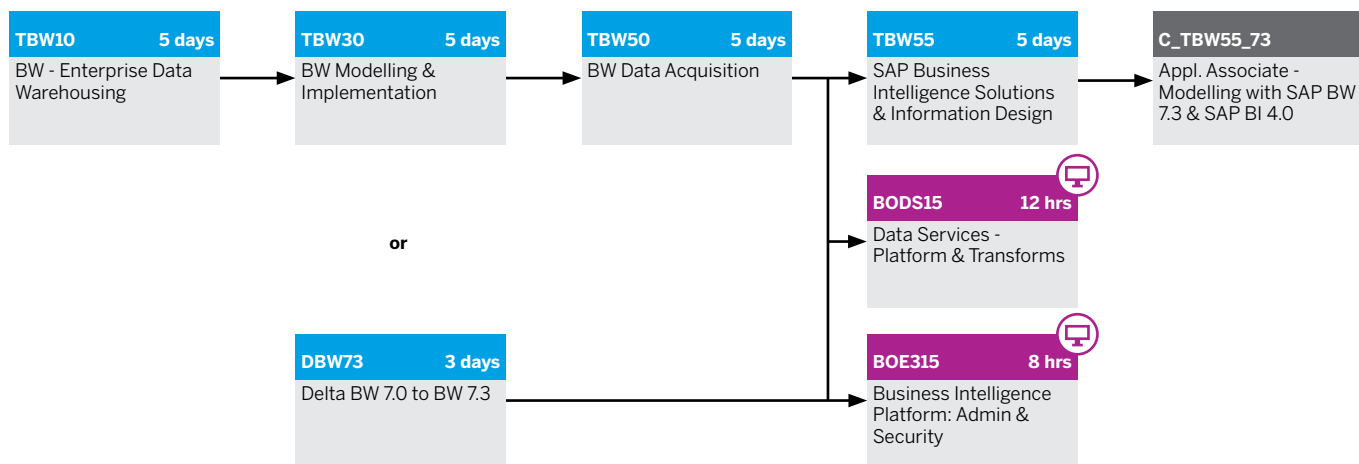 TBW10 5 days
BW - Enterprise Data
Warehousing
TBW30 5 days
BW Modelling &
Implementation
TBW50 5 days
BW Data Acquisition
TBW55 5 days
SAP Business
Intelligence Solutions
& Information Design
C_TBW55_73
Appl. Associate -
Modelling with SAP BW
7.3 & SAP BI 4.0
BODS15 12 hrs
Data Services -
Platform & Transforms
or
DBW73 3 days
Delta BW 7.0 to BW 7.3
BOE315 8 hrs
Business Intelligence
Platform: Admin &
Security